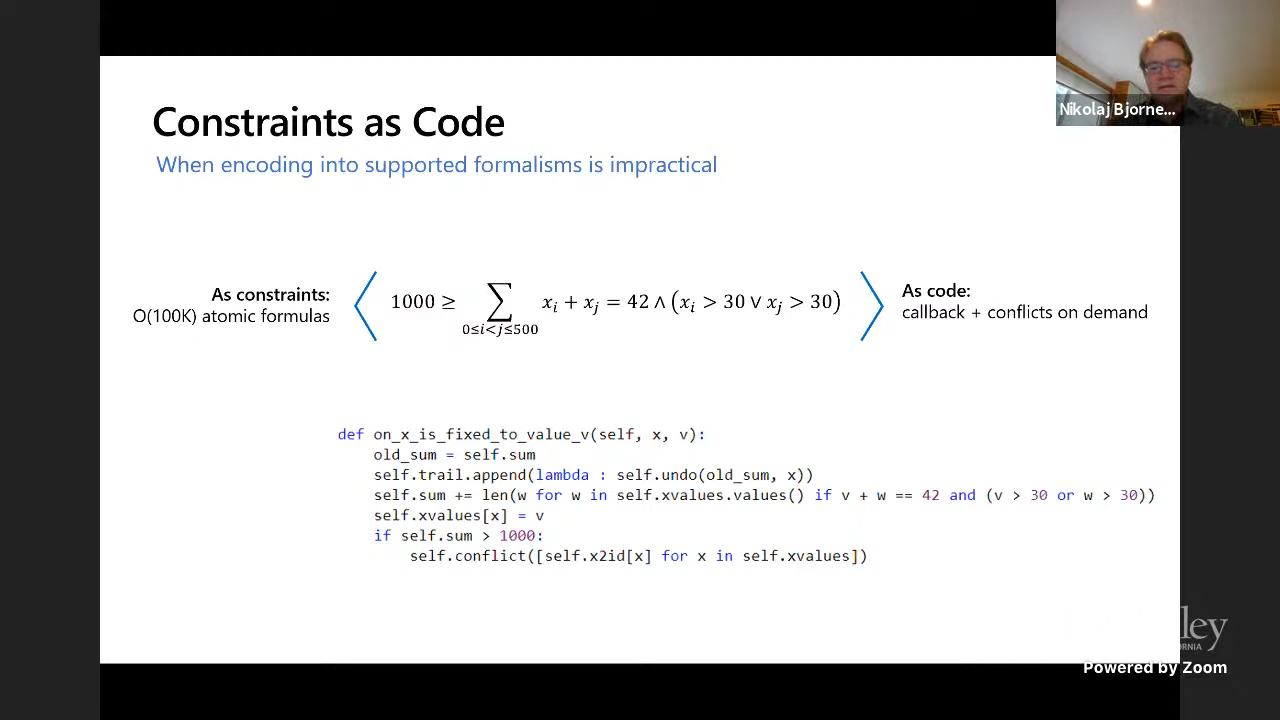 Constraints as Code
When encoding into supported formalisms is impractical
Nikolaj Bjorne...
As constraints:
O(100K) atomic formulas
1000 ≥ ∑ xᵢ + xⱼ = 42 ∧ (xᵢ > 30 ∨ xⱼ > 30)
0≤i<j≤500
As code:
callback + conflicts on demand
def on_x_is_fixed_to_value_v(self, x, v):
    old_sum = self.sum
    self.trail.append(lambda : self.undo(old_sum, x))
    self.sum += len(w for w in self.xvalues.values() if v + w == 42 and (v > 30 or w > 30))
    self.xvalues[x] = v
    if self.sum > 1000:
        self.conflict([self.x2id[x] for x in self.xvalues])
ley
RNIA
Powered by Zoom